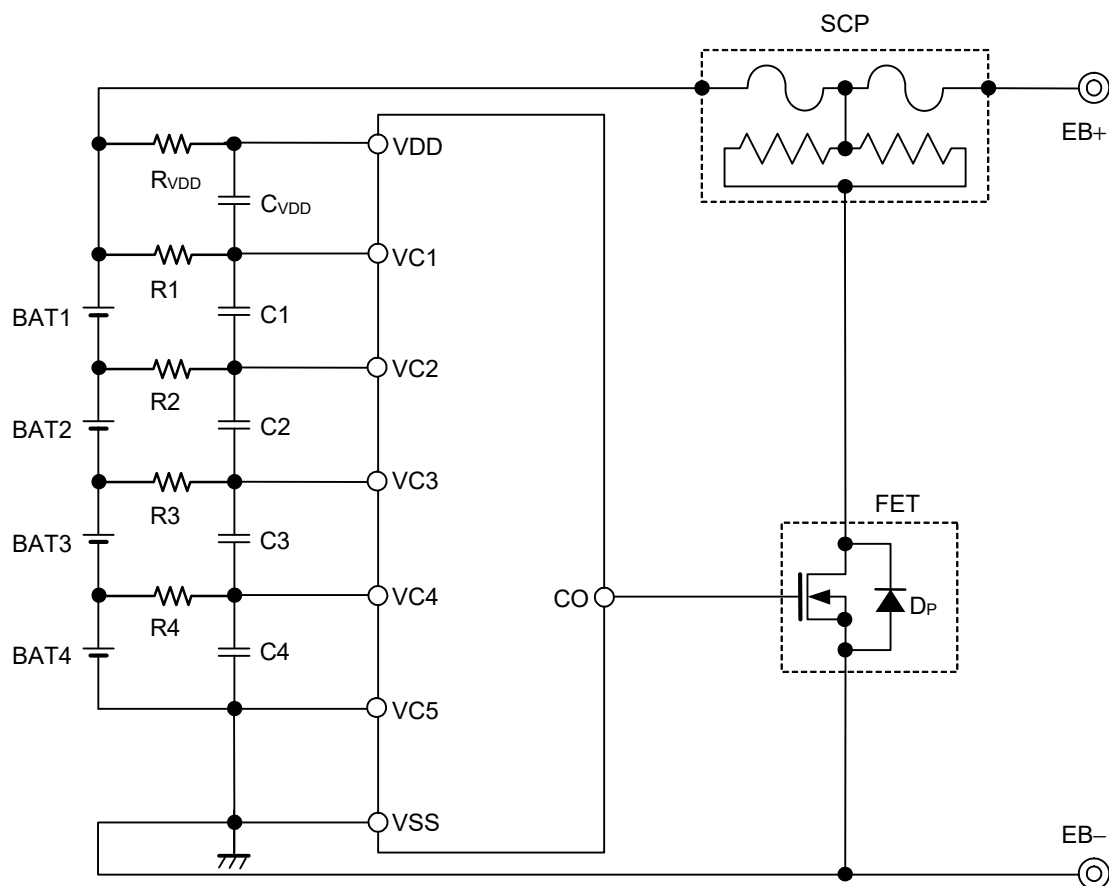 SCP
EB+
VDD
RVDD
CVDD
VC1
R1
BAT1
C1
VC2
R2
BAT2
C2
VC3
R3
FET
BAT3
C3
CO
VC4
DP
R4
BAT4
C4
VC5
VSS
EB−